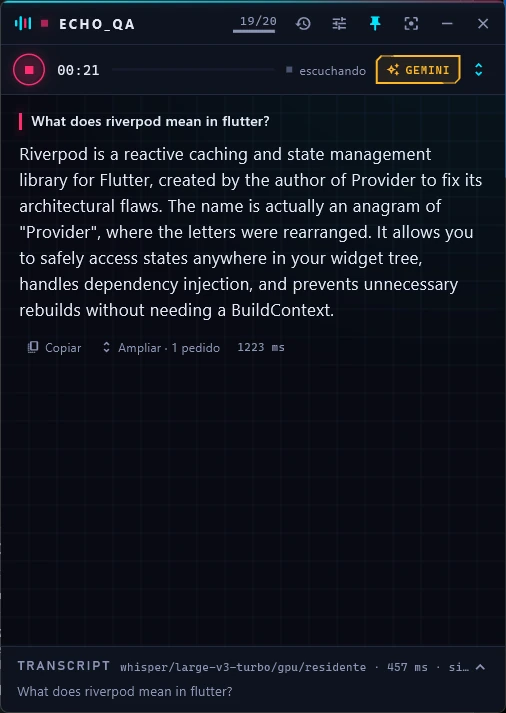 ECHO_QA 19/20
00:21 escuchando GEMINI
What does riverpod mean in flutter?
Riverpod is a reactive caching and state management
library for Flutter, created by the author of Provider to fix its
architectural flaws. The name is actually an anagram of
"Provider", where the letters were rearranged. It allows you
to safely access states anywhere in your widget tree,
handles dependency injection, and prevents unnecessary
rebuilds without needing a BuildContext.
Copiar Ampliar · 1 pedido 1223 ms
TRANSCRIPT whisper/large-v3-turbo/gpu/residente · 457 ms · si…
What does riverpod mean in flutter?